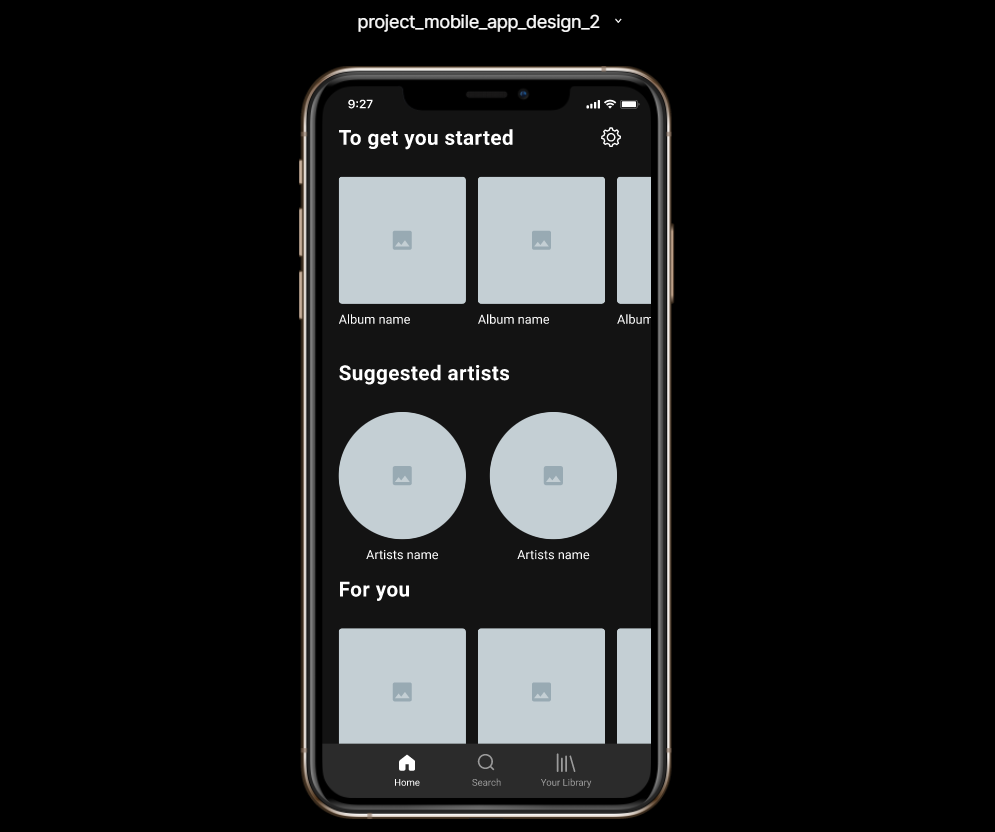 project_mobile_app_design_2
9:27
To get you started
Album name
Album name
Album
Suggested artists
Artists name
Artists name
For you
Home
Search
Your Library